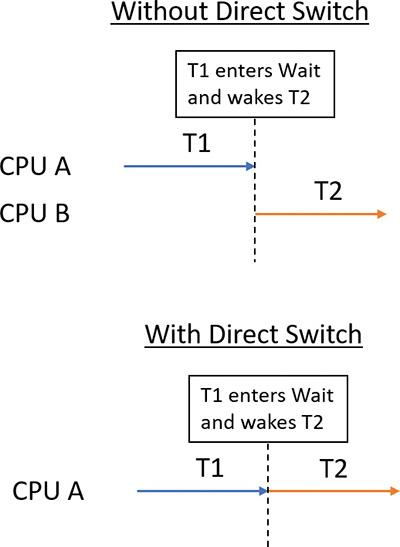 Without Direct Switch
T1 enters Wait
and wakes T2
T1
CPU A
T2
CPU B
With Direct Switch
T1 enters Wait
and wakes T2
T1 T2
CPU A